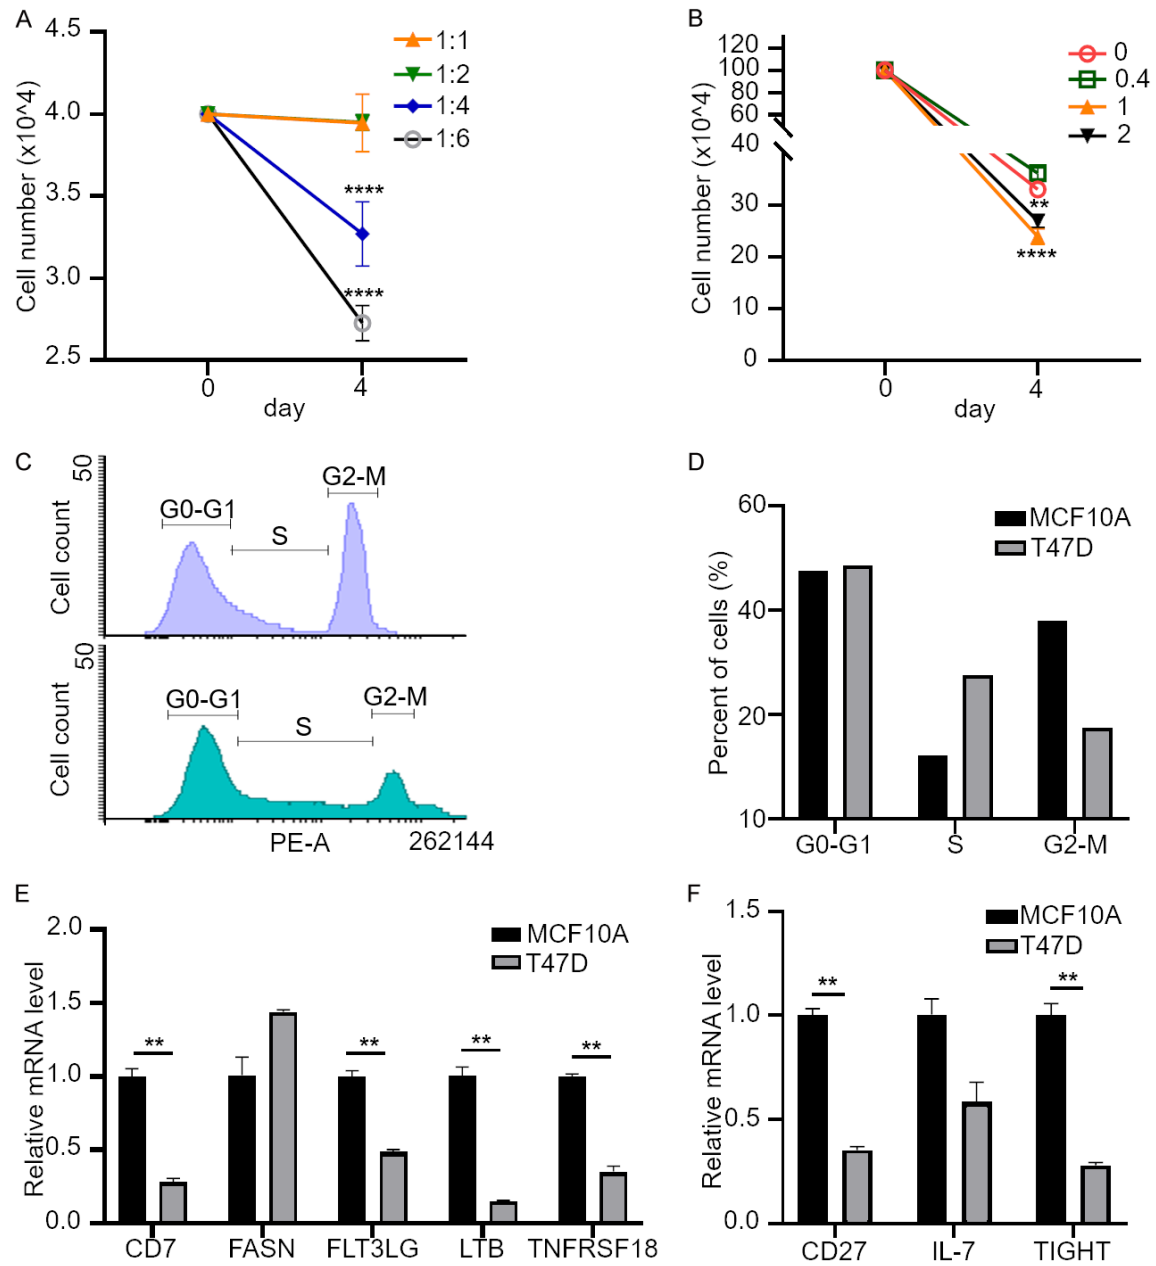 A
4.5
4.0
3.5
3.0
2.5
Cell number (x10^4)
0
4
day
1:1
1:2
1:4
1:6
****
****
B
120
100
80
60
40
30
20
10
0
Cell number (x10^4)
0
4
day
0
0.4
1
2
**
****
C
50
Cell count
G0-G1
S
G2-M
50
Cell count
G0-G1
S
G2-M
PE-A
262144
D
60
40
20
10
Percent of cells (%)
MCF10A
T47D
G0-G1
S
G2-M
E
2.0
1.5
1.0
0.5
0.0
Relative mRNA level
MCF10A
T47D
**
**
**
**
CD7
FASN
FLT3LG
LTB
TNFRSF18
F
1.5
1.0
0.5
0.0
Relative mRNA level
MCF10A
T47D
**
**
CD27
IL-7
TIGHT